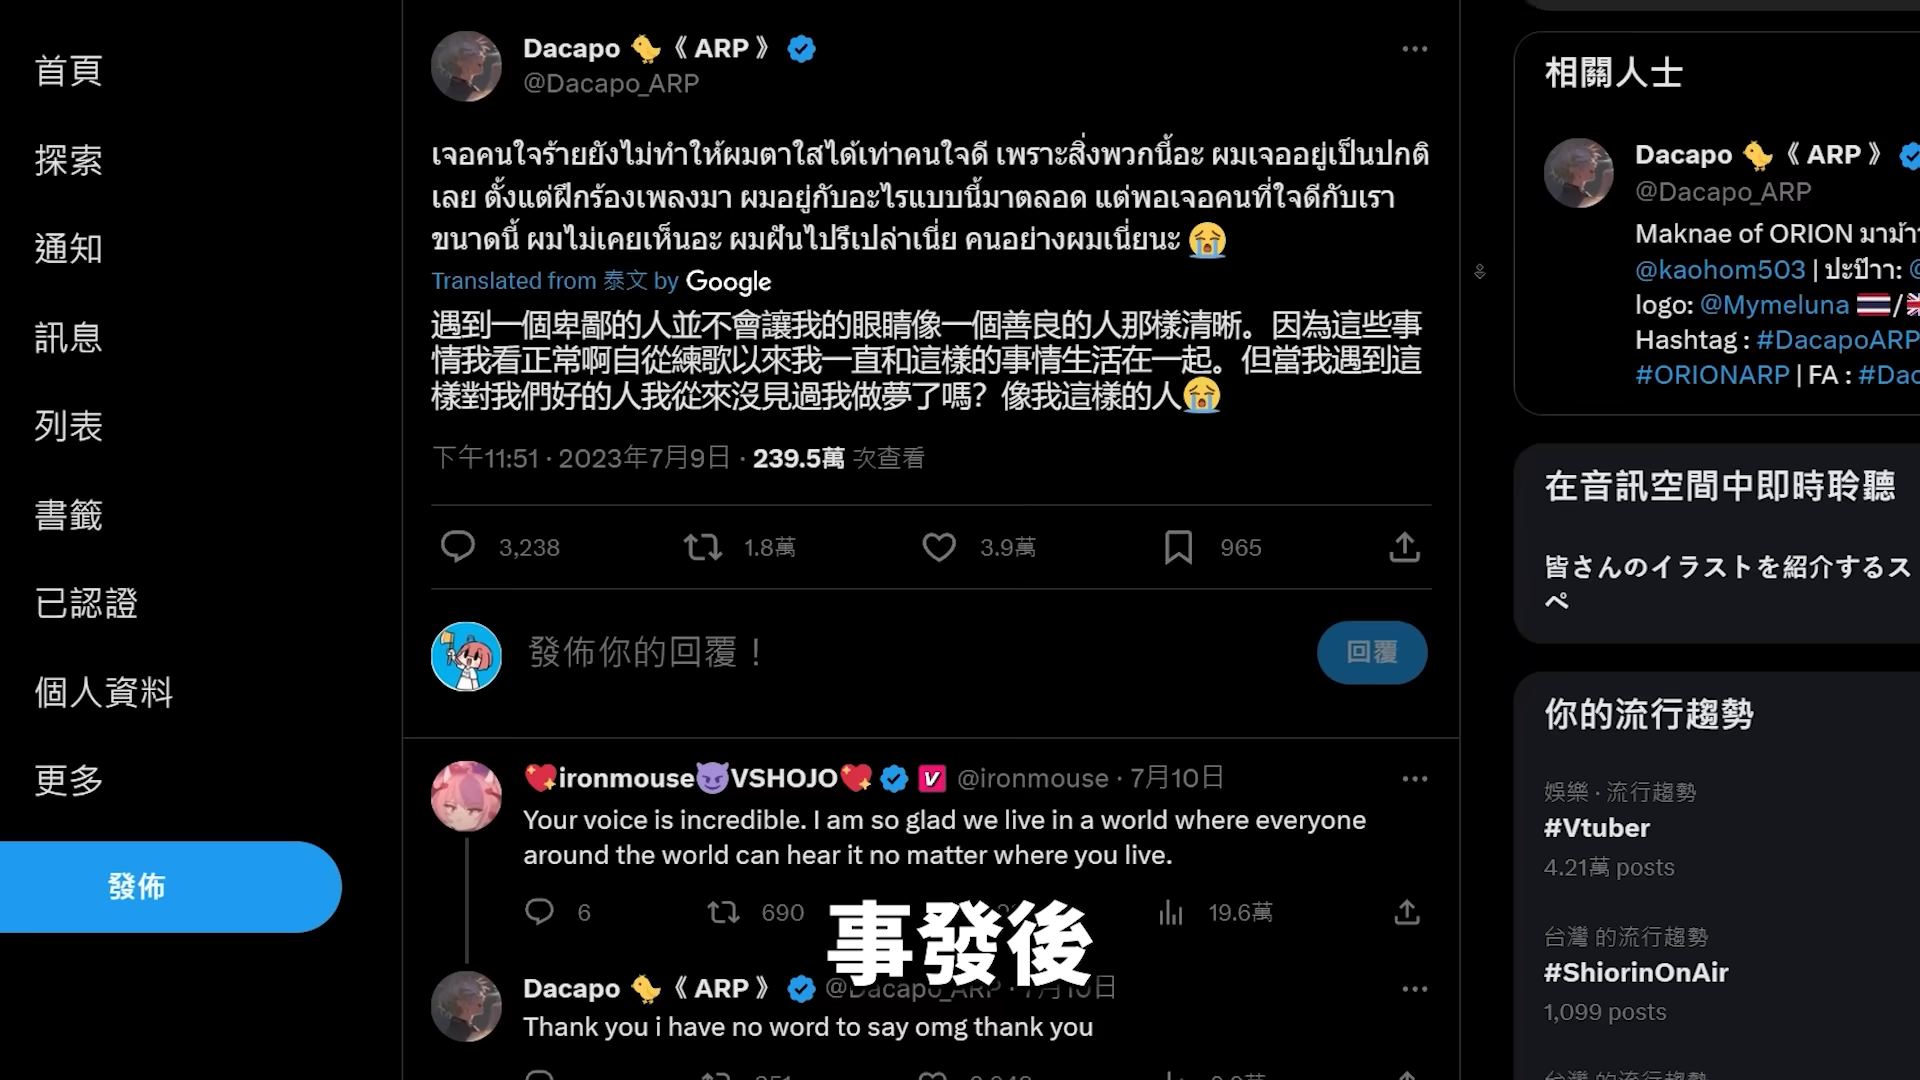 首頁
探索
通知
訊息
列表
書籤
已認證
個人資料
更多
發佈
Dacapo 🐤《 ARP 》
@Dacapo_ARP
เจอคนใจร้ายยังไม่ทำให้ผมตาใสได้เท่าคนใจดี เพราะสิ่งพวกนี้อะ ผมเจออยู่เป็นปกติ
เลย ตั้งแต่ฝึกร้องเพลงมา ผมอยู่กับอะไรแบบนี้มาตลอด แต่พอเจอคนที่ใจดีกับเรา
ขนาดนี้ ผมไม่เคยเห็นอะ ผมฝันไปรึเปล่าเนี่ย คนอย่างผมเนี่ยนะ 😭
Translated from 泰文 by Google
遇到一個卑鄙的人並不會讓我的眼睛像一個善良的人那樣清晰。因為這些事
情我看正常啊自從練歌以來我一直和這樣的事情生活在一起。但當我遇到這
樣對我們好的人我從來沒見過我做夢了嗎？像我這樣的人😭
下午11:51 · 2023年7月9日 · 239.5萬 次查看
3,238 1.8萬 3.9萬 965
發佈你的回覆！
回覆
💖ironmouse😈VSHOJO💖 V @ironmouse · 7月10日
Your voice is incredible. I am so glad we live in a world where everyone
around the world can hear it no matter where you live.
6 690 19.6萬
事發後
Dacapo 🐤《 ARP 》 @Dacapo_ARP · 7月10日
Thank you i have no word to say omg thank you
相關人士
Dacapo 🐤《 ARP 》
@Dacapo_ARP
Maknae of ORION มาม้า
@kaohom503 | ปะป๊าา: @
logo: @Mymeluna 🇹🇭/🇬🇧
Hashtag : #DacapoARP
#ORIONARP | FA : #Dac
在音訊空間中即時聆聽
皆さんのイラストを紹介するス
ペ
你的流行趨勢
娛樂 · 流行趨勢
#Vtuber
4.21萬 posts
台灣 的流行趨勢
#ShiorinOnAir
1,099 posts
台灣 的流行趨勢